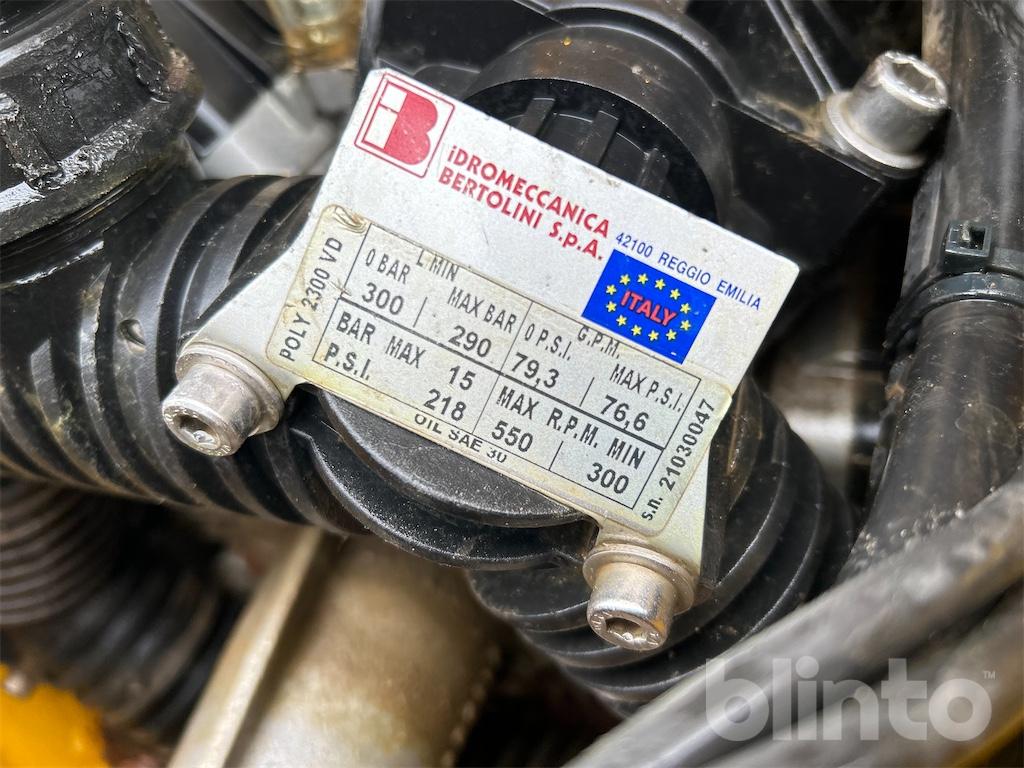 iB
iDROMECCANICA
BERTOLINI S.p.A.
42100 REGGIO EMILIA
ITALY
POLY 2300 VD
L MIN
G.P.M.
0 BAR MAX BAR 0 P.S.I. MAX P.S.I.
300 290 79,3 76,6
BAR MAX 15 MAX R.P.M. MIN
P.S.I. 218 550 300
OIL SAE 30
s.n. 21030047
blinto™